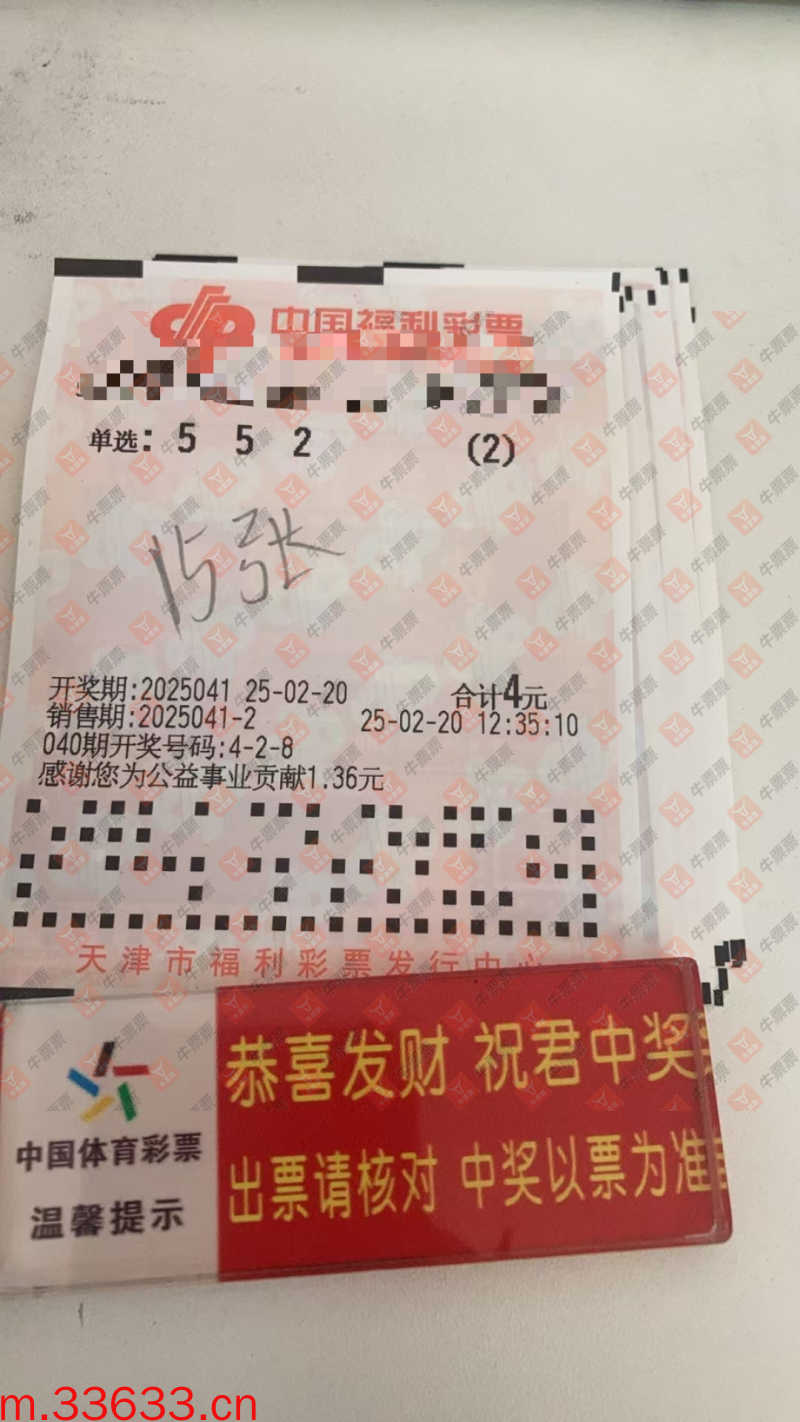 中国福利彩票
单选: 5 5 2 (2)
15张
开奖期:2025041 25-02-20 合计4元
销售期:2025041-2 25-02-20 12:35:10
040期开奖号码:4-2-8
感谢您为公益事业贡献1.36元
天津市福利彩票发行中心
中国体育彩票
温馨提示
恭喜发财 祝君中奖
出票请核对 中奖以票为准
牛票票
m.33633.cn